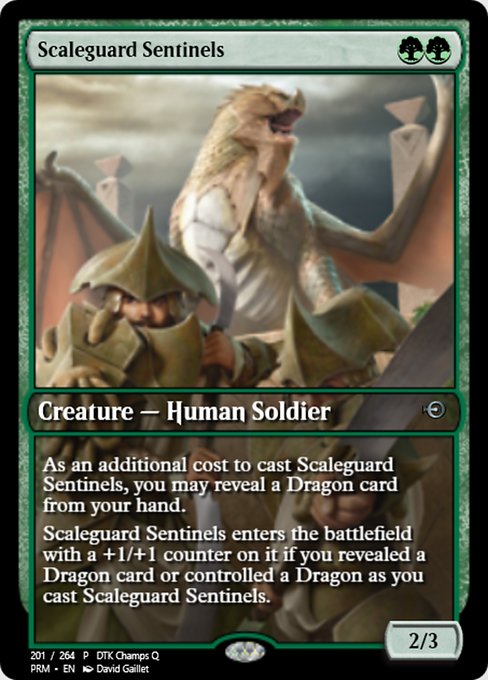 Scaleguard Sentinels
Creature — Human Soldier
As an additional cost to cast Scaleguard
Sentinels, you may reveal a Dragon card
from your hand.
Scaleguard Sentinels enters the battlefield
with a +1/+1 counter on it if you revealed a
Dragon card or controlled a Dragon as you
cast Scaleguard Sentinels.
2/3
201 / 264 P DTK Champs Q
PRM • EN David Gaillet